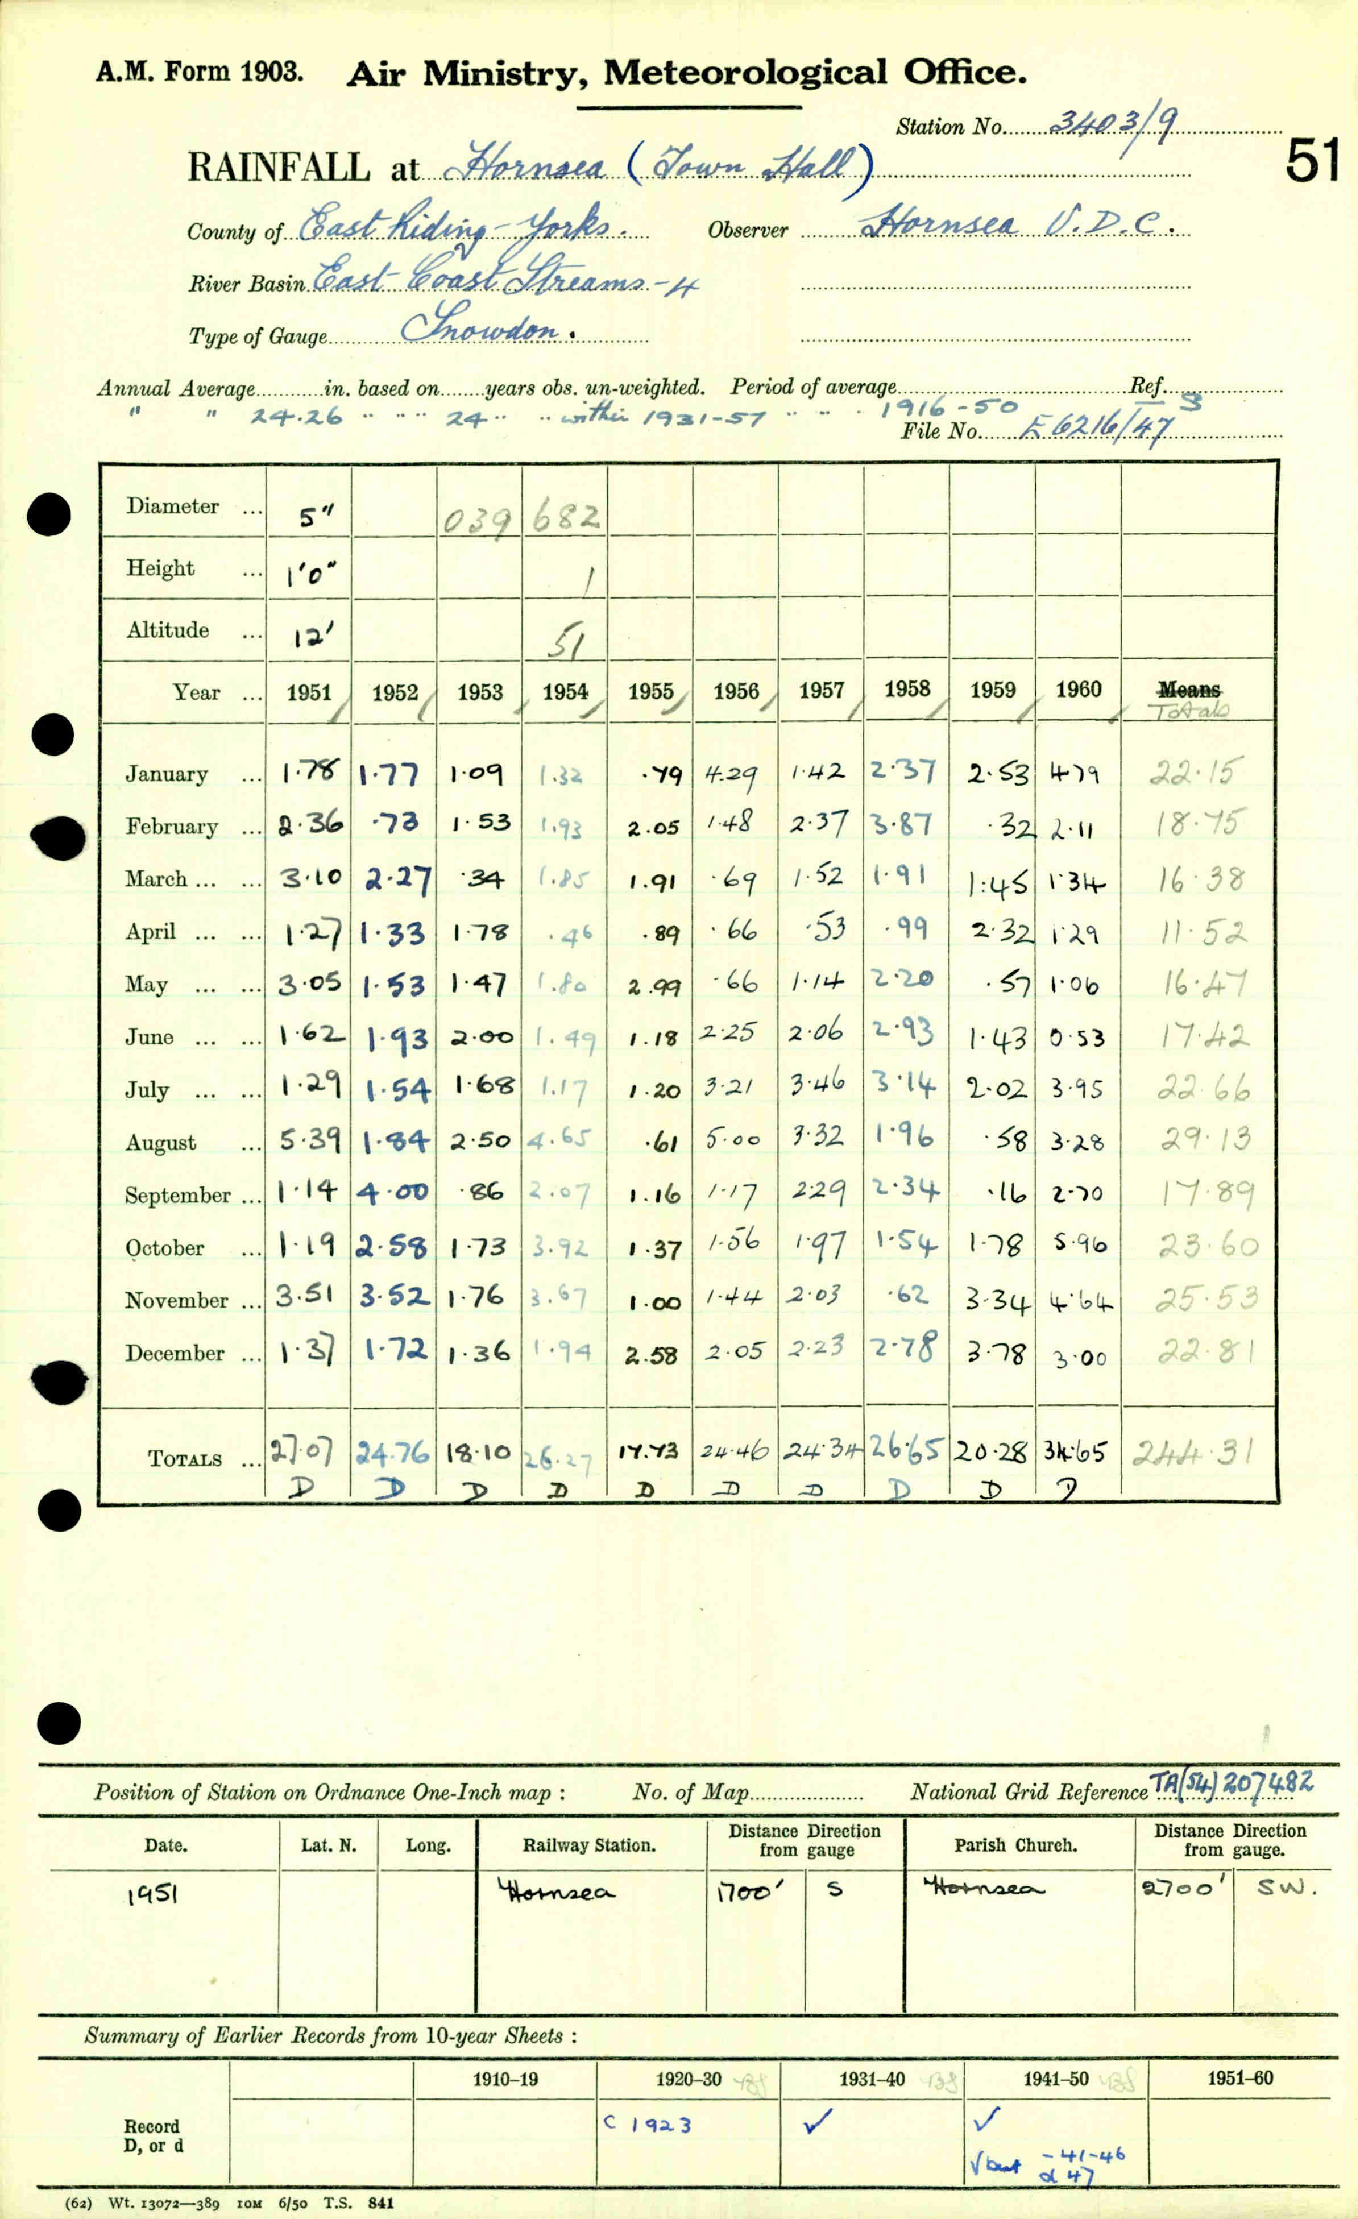 A.M. Form 1903. Air Ministry, Meteorological Office.
Station No. 3403/9
RAINFALL at Hornsea (Town Hall)
51
County of East Riding - Yorks. Observer Hornsea U.D.C.
River Basin East Coast Streams - 4
Type of Gauge Snowdon.
Annual Average in. based on years obs. un-weighted. Period of average Ref. S
" " 24.26 " " " 24 " " within 1931-57 " " " 1916-50
File No. E6216/47
Diameter ... 5" 039 682
Height ... 1'0" 1
Altitude ... 12' 51
Year ... 1951 1952 1953 1954 1955 1956 1957 1958 1959 1960 Means
Totals
January ... 1.78 1.77 1.09 1.32 .79 4.29 1.42 2.37 2.53 4.79 22.15
February ... 2.36 .73 1.53 1.93 2.05 1.48 2.37 3.87 .32 2.11 18.75
March ... ... 3.10 2.27 .34 1.85 1.91 .69 1.52 1.91 1.45 1.34 16.38
April ... ... 1.27 1.33 1.78 .46 .89 .66 .53 .99 2.32 1.29 11.52
May ... ... 3.05 1.53 1.47 1.80 2.99 .66 1.14 2.20 .57 1.06 16.47
June ... ... 1.62 1.93 2.00 1.49 1.18 2.25 2.06 2.93 1.43 0.53 17.42
July ... ... 1.29 1.54 1.68 1.17 1.20 3.21 3.46 3.14 2.02 3.95 22.66
August ... 5.39 1.84 2.50 4.65 .61 5.00 3.32 1.96 .58 3.28 29.13
September ... 1.14 4.00 .86 2.07 1.16 1.17 2.29 2.34 .16 2.70 17.89
October ... 1.19 2.58 1.73 3.92 1.37 1.56 1.97 1.54 1.78 5.96 23.60
November ... 3.51 3.52 1.76 3.67 1.00 1.44 2.03 .62 3.34 4.64 25.53
December ... 1.37 1.72 1.36 1.94 2.58 2.05 2.23 2.78 3.78 3.00 22.81
TOTALS ... 27.07 24.76 18.10 26.27 17.73 24.46 24.34 26.65 20.28 34.65 244.31
D D D D D D D D D D
Position of Station on Ordnance One-Inch map : No. of Map National Grid Reference TA(54)207482
Date. Lat. N. Long. Railway Station. Distance from gauge Direction Parish Church. Distance from gauge. Direction
1951 Hornsea 1700' S Hornsea 2700' SW.
Summary of Earlier Records from 10-year Sheets :
1910–19 1920–30 1931–40 1941–50 1951–60
Record C 1923 ✓ ✓
D, or d √ but - 41-46
d 47
(62) Wt. 13072—389 10M 6/50 T.S. 841